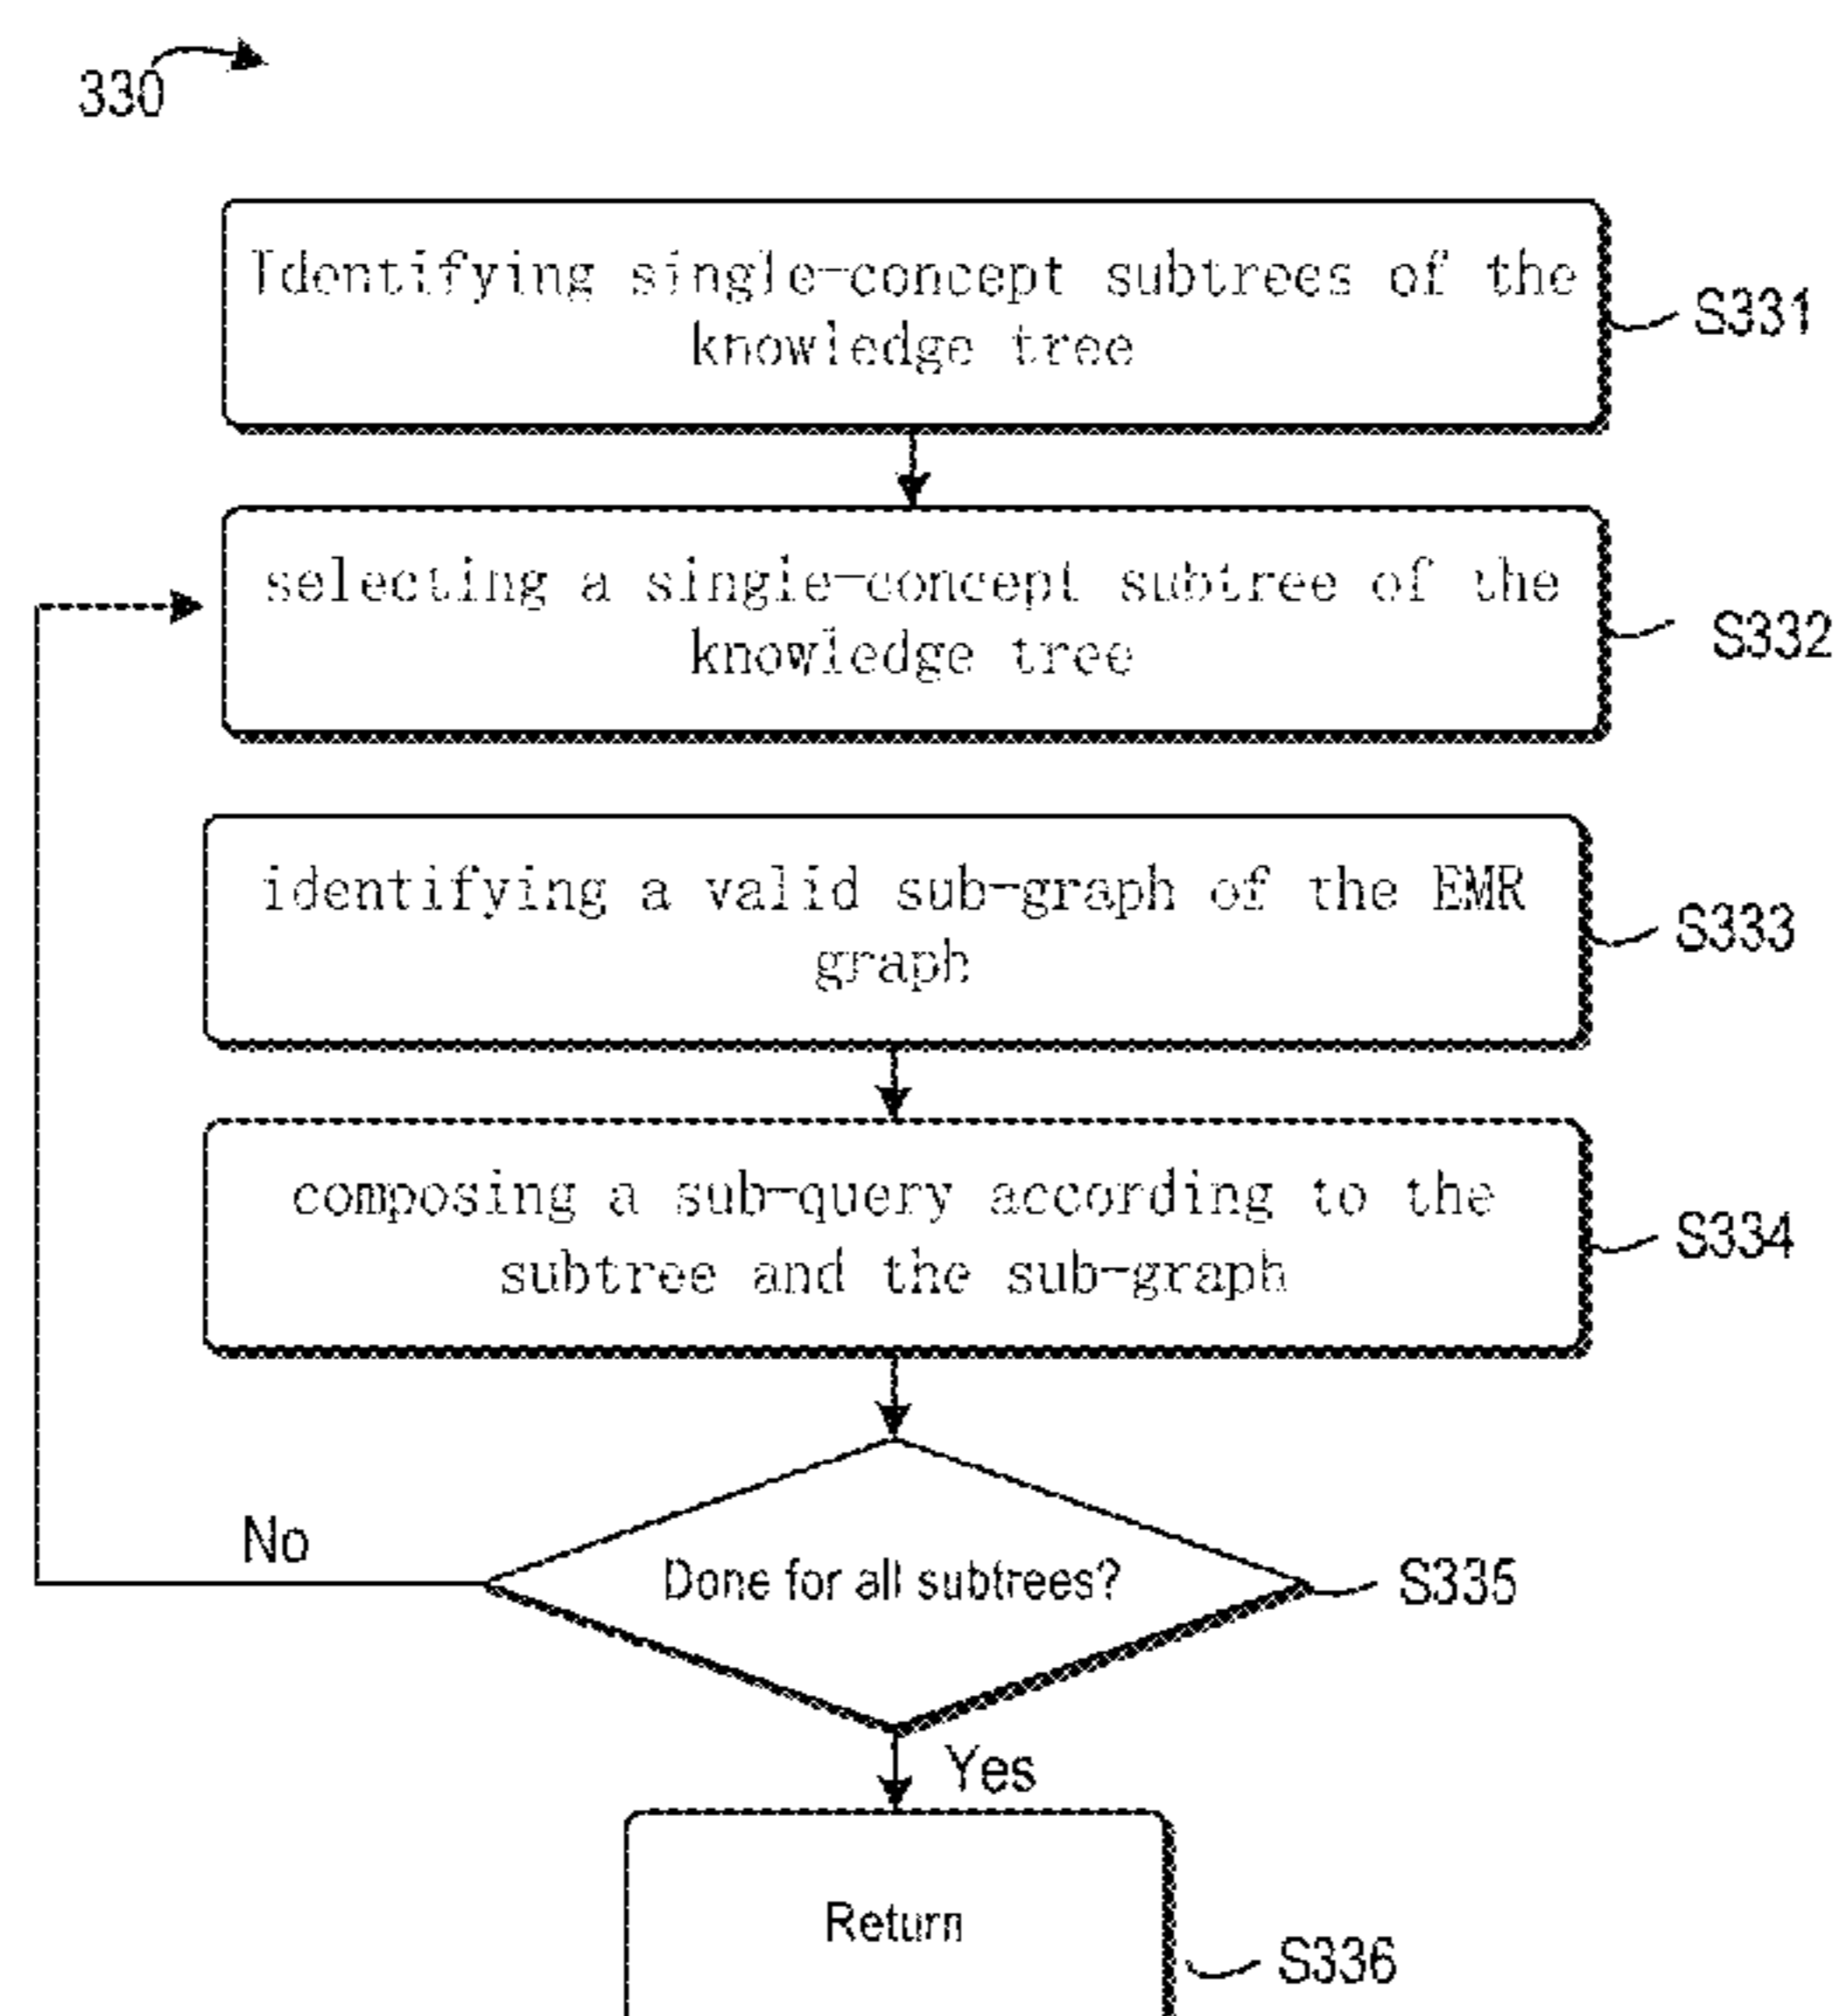 330
Identifying single-concept subtrees of the
knowledge tree
S331
selecting a single-concept subtree of the
knowledge tree
S332
identifying a valid sub-graph of the EMR
graph
S333
composing a sub-query according to the
subtree and the sub-graph
S334
No
Done for all subtrees?
S335
Yes
Return
S336